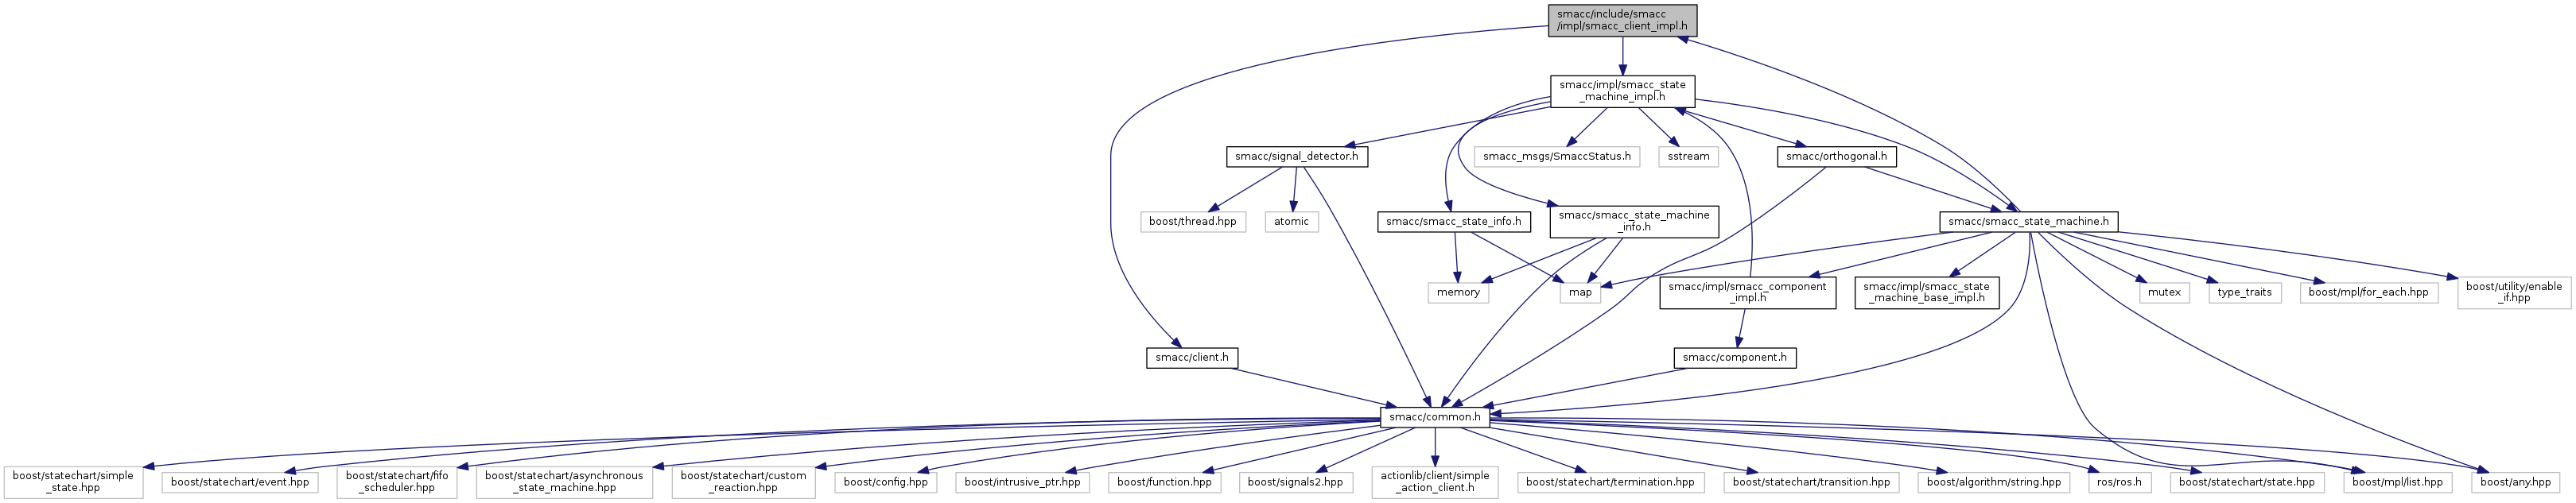 smacc/include/smacc
/impl/smacc_client_impl.h
smacc/impl/smacc_state
_machine_impl.h
smacc/signal_detector.h
smacc_msgs/SmaccStatus.h
sstream
smacc/orthogonal.h
boost/thread.hpp
atomic
smacc/smacc_state_info.h
smacc/smacc_state_machine
_info.h
smacc/smacc_state_machine.h
memory
map
smacc/impl/smacc_component
_impl.h
smacc/impl/smacc_state
_machine_base_impl.h
mutex
type_traits
boost/mpl/for_each.hpp
boost/utility/enable
_if.hpp
smacc/client.h
smacc/component.h
smacc/common.h
boost/statechart/simple
_state.hpp
boost/statechart/event.hpp
boost/statechart/fifo
_scheduler.hpp
boost/statechart/asynchronous
_state_machine.hpp
boost/statechart/custom
_reaction.hpp
boost/config.hpp
boost/intrusive_ptr.hpp
boost/function.hpp
boost/signals2.hpp
actionlib/client/simple
_action_client.h
boost/statechart/termination.hpp
boost/statechart/transition.hpp
boost/algorithm/string.hpp
ros/ros.h
boost/statechart/state.hpp
boost/mpl/list.hpp
boost/any.hpp